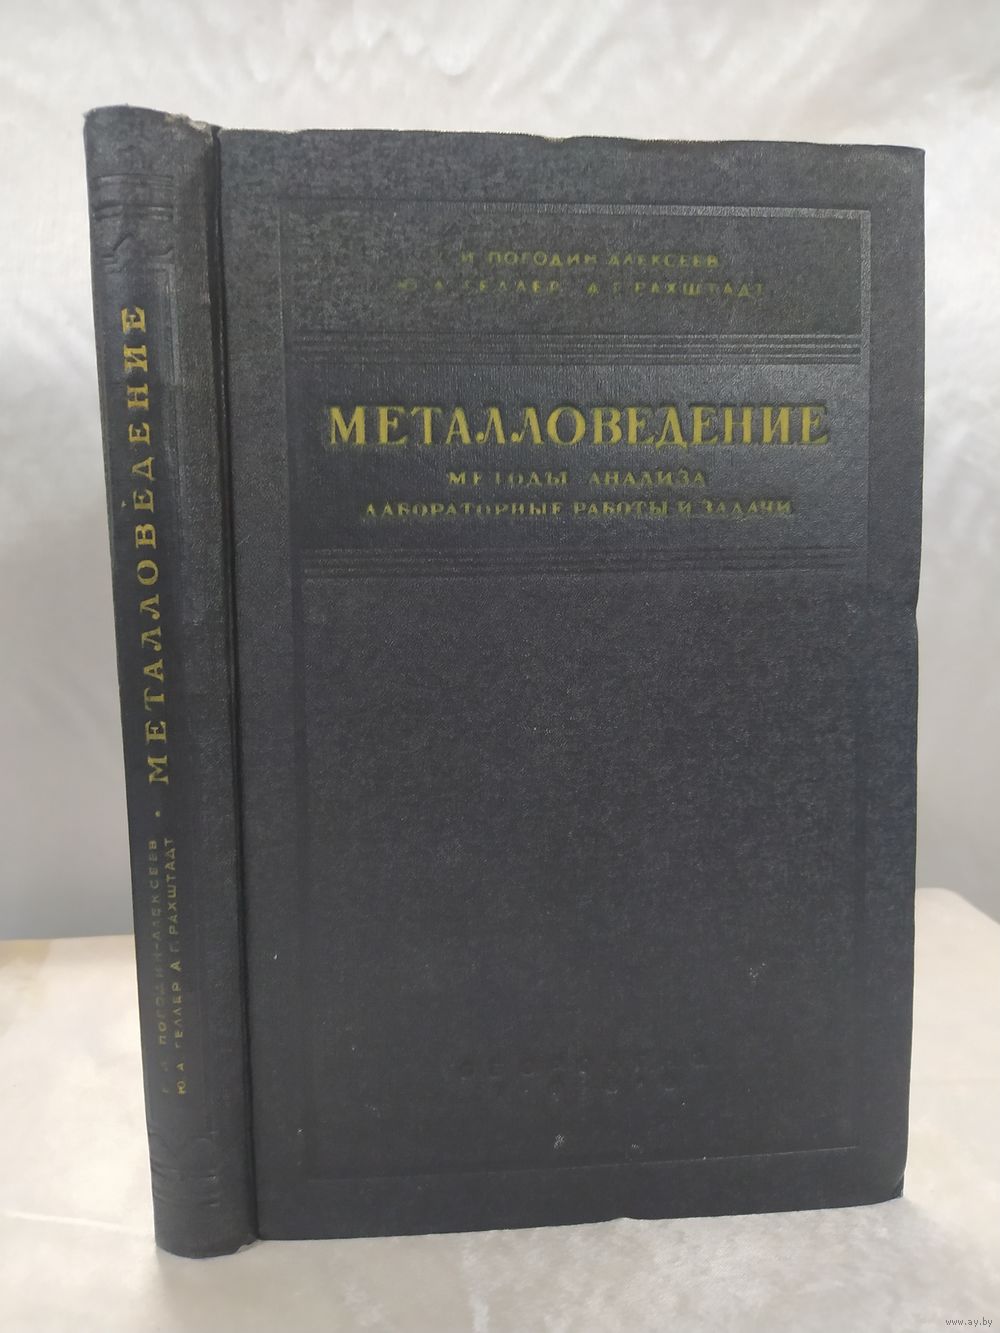 И ПОГОДИН АЛЕКСЕЕВ
Ю А ГЕЛЛЕР А Г РАХШТАДТ
МЕТАЛЛОВЕДЕНИЕ
МЕТОДЫ АНАЛИЗА
ЛАБОРАТОРНЫЕ РАБОТЫ И ЗАДАЧИ
И ПОГОДИН-АЛЕКСЕЕВ
Ю. А ГЕЛЛЕР А Г. РАХШТАДТ
• МЕТАЛЛОВЕДЕНИЕ
www.ay.by